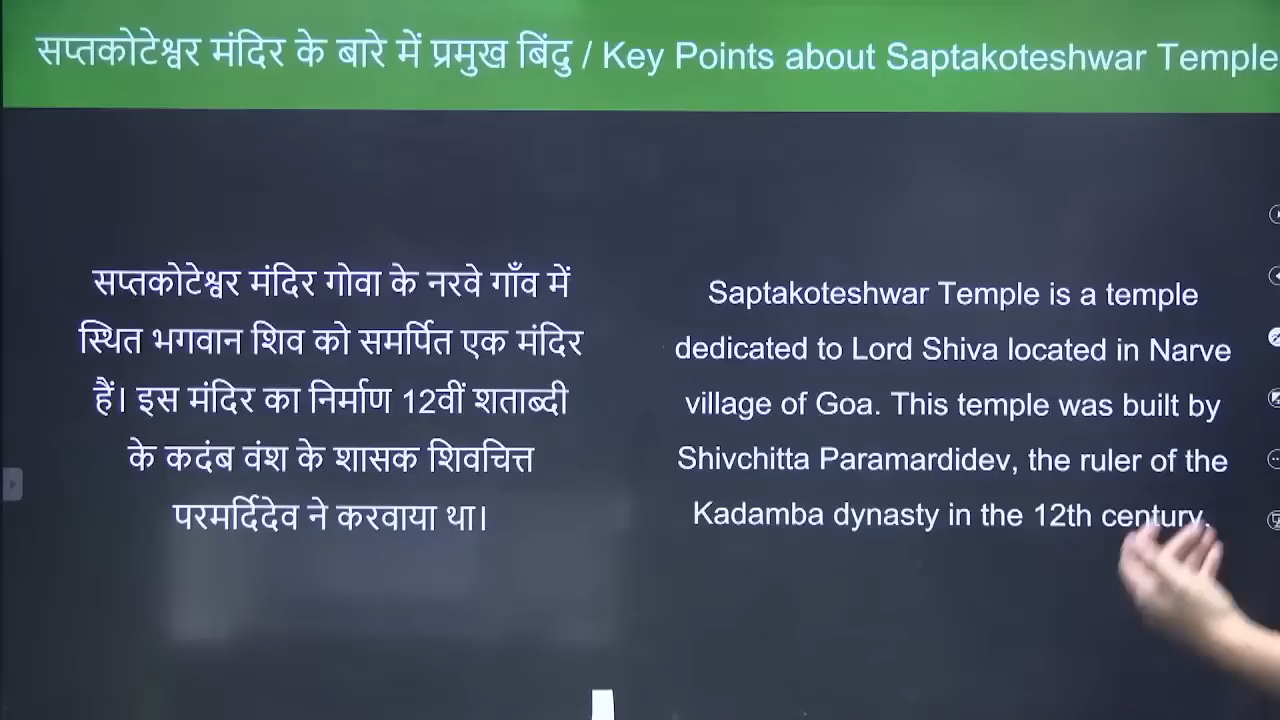 सप्तकोटेश्वर मंदिर के बारे में प्रमुख बिंदु / Key Points about Saptakoteshwar Temple
सप्तकोटेश्वर मंदिर गोवा के नरवे गाँव में
स्थित भगवान शिव को समर्पित एक मंदिर
हैं। इस मंदिर का निर्माण 12वीं शताब्दी
के कदंब वंश के शासक शिवचित्त
परमर्दिदेव ने करवाया था।
Saptakoteshwar Temple is a temple
dedicated to Lord Shiva located in Narve
village of Goa. This temple was built by
Shivchitta Paramardidev, the ruler of the
Kadamba dynasty in the 12th century.